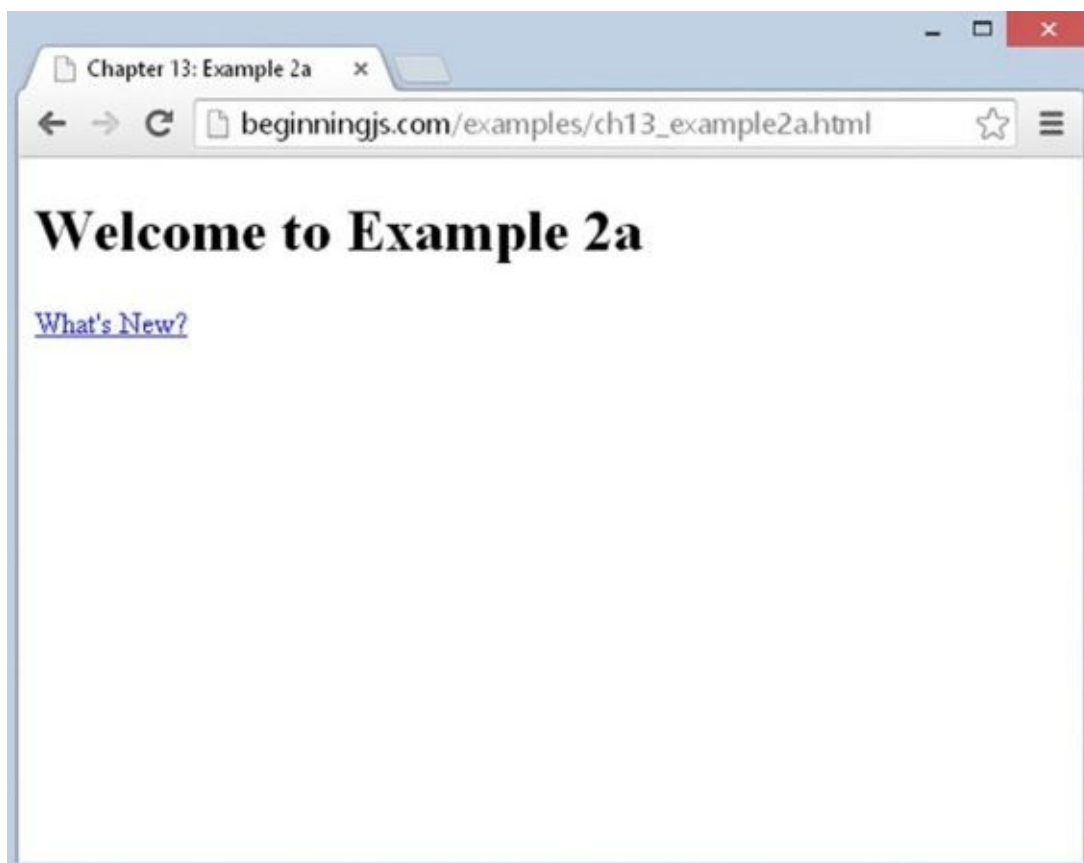 Chapter 13: Example 2a
beginningjs.com/examples/ch13_example2a.html
Welcome to Example 2a
What's New?